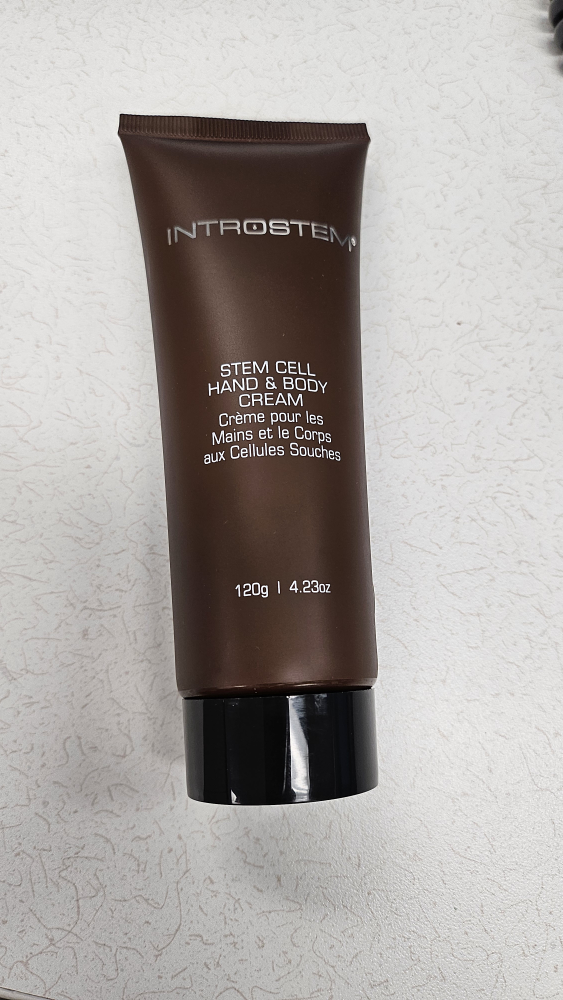 INTROSTEM®
STEM CELL
HAND & BODY
CREAM
Crème pour les
Mains et le Corps
aux Cellules Souches
120g | 4.23oz